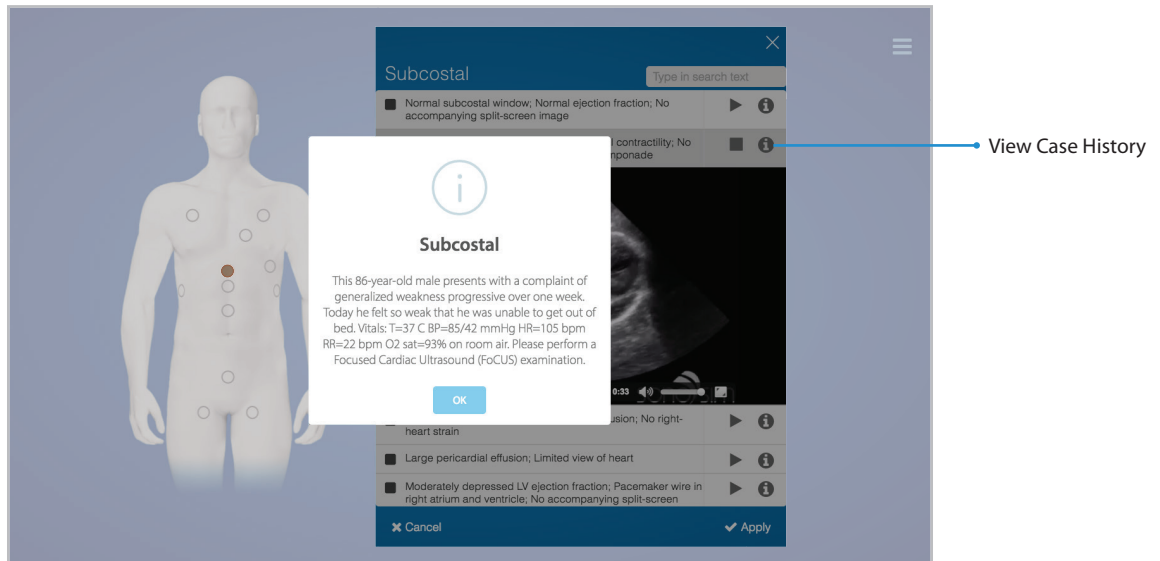 Subcostal
Type in search text
Normal subcostal window; Normal ejection fraction; No
accompanying split-screen image
contractility; No
View Case History
Subcostal
This 86-year-old male presents with a complaint of
generalized weakness progressive over one week.
Today he felt so weak that he was unable to get out of
bed. Vitals: T=37 C BP=85/42 mmHg HR=105 bpm
RR=22 bpm O2 sat=93% on room air. Please perform a
Focused Cardiac Ultrasound (FoCUS) examination.
OK
0:33
No right-
heart strain
Large pericardial effusion; Limited view of heart
Moderately depressed LV ejection fraction; Pacemaker wire in
right atrium and ventricle; No accompanying split-screen
Cancel
Apply